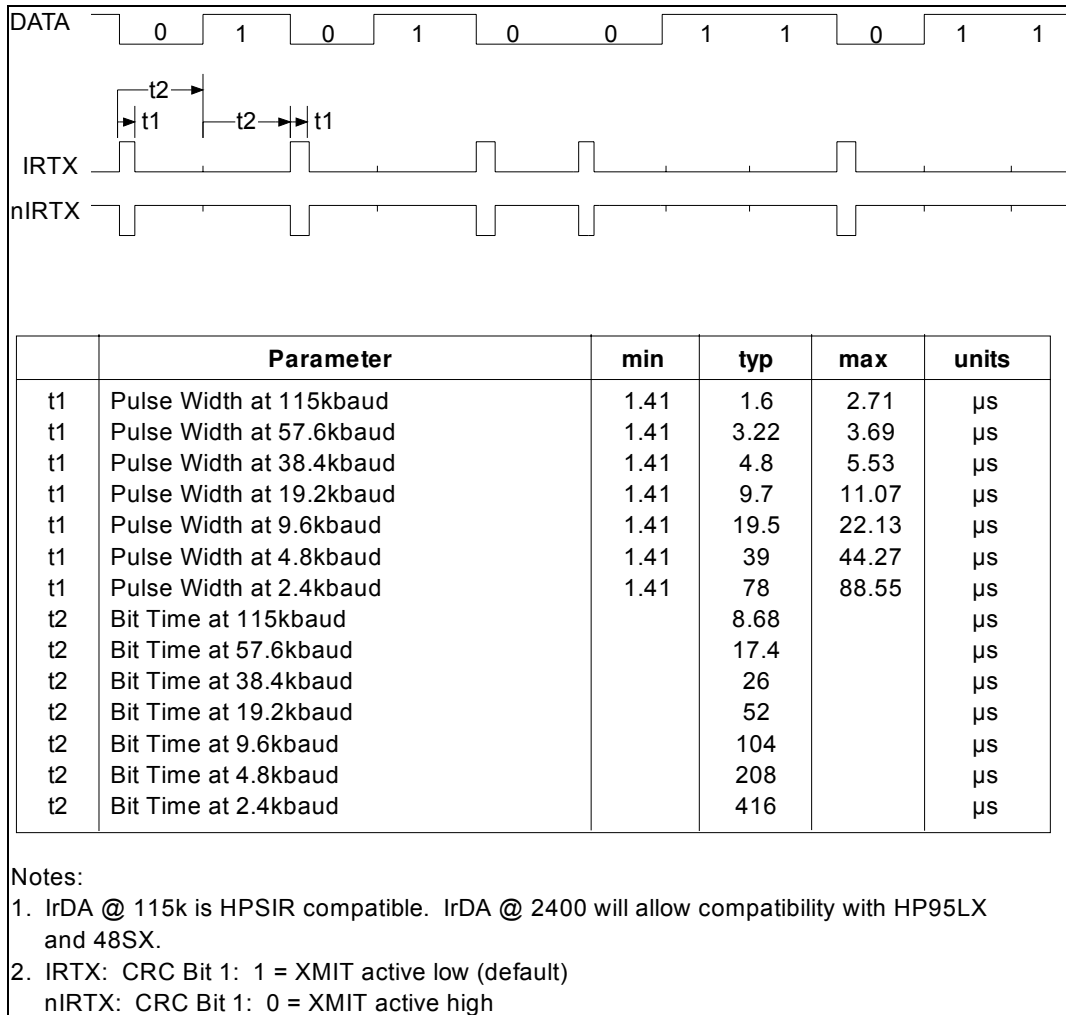 DATA 0 1 0 1 0 0 1 1 0 1 1
t2
t1 t2 t1
IRTX
nIRTX
Parameter min typ max units
t1 Pulse Width at 115kbaud 1.41 1.6 2.71 µs
t1 Pulse Width at 57.6kbaud 1.41 3.22 3.69 µs
t1 Pulse Width at 38.4kbaud 1.41 4.8 5.53 µs
t1 Pulse Width at 19.2kbaud 1.41 9.7 11.07 µs
t1 Pulse Width at 9.6kbaud 1.41 19.5 22.13 µs
t1 Pulse Width at 4.8kbaud 1.41 39 44.27 µs
t1 Pulse Width at 2.4kbaud 1.41 78 88.55 µs
t2 Bit Time at 115kbaud 8.68 µs
t2 Bit Time at 57.6kbaud 17.4 µs
t2 Bit Time at 38.4kbaud 26 µs
t2 Bit Time at 19.2kbaud 52 µs
t2 Bit Time at 9.6kbaud 104 µs
t2 Bit Time at 4.8kbaud 208 µs
t2 Bit Time at 2.4kbaud 416 µs
Notes:
1. IrDA @ 115k is HPSIR compatible. IrDA @ 2400 will allow compatibility with HP95LX
and 48SX.
2. IRTX: CRC Bit 1: 1 = XMIT active low (default)
nIRTX: CRC Bit 1: 0 = XMIT active high